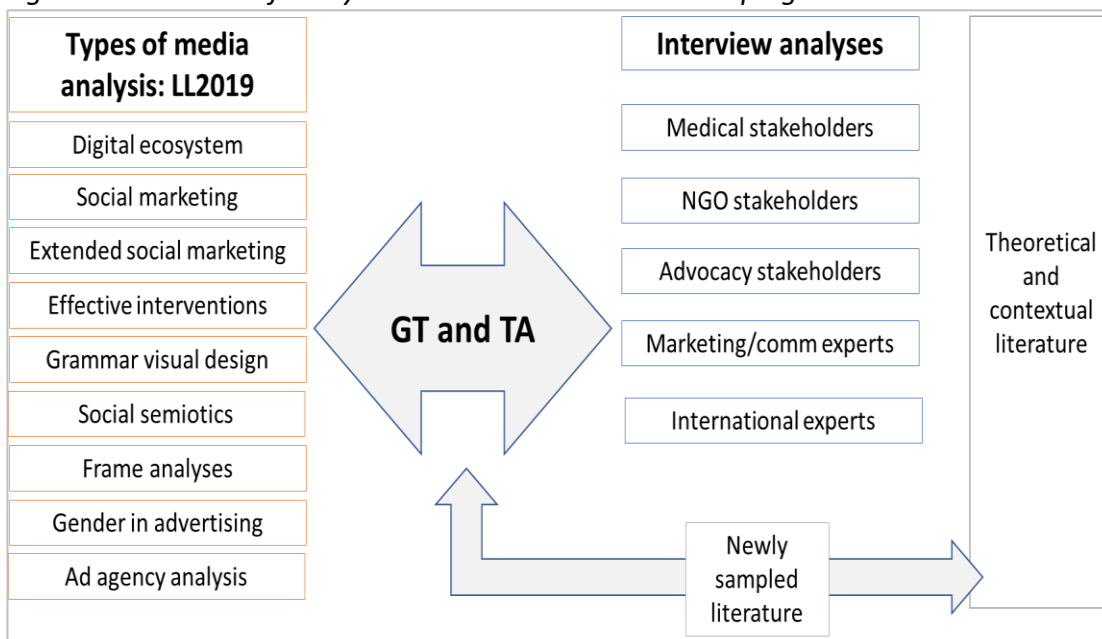 Types of media
analysis: LL2019
Digital ecosystem
Social marketing
Extended social marketing
Effective interventions
Grammar visual design
Social semiotics
Frame analyses
Gender in advertising
Ad agency analysis
GT and TA
Interview analyses
Medical stakeholders
NGO stakeholders
Advocacy stakeholders
Marketing/comm experts
International experts
Newly
sampled
literature
Theoretical
and
contextual
literature